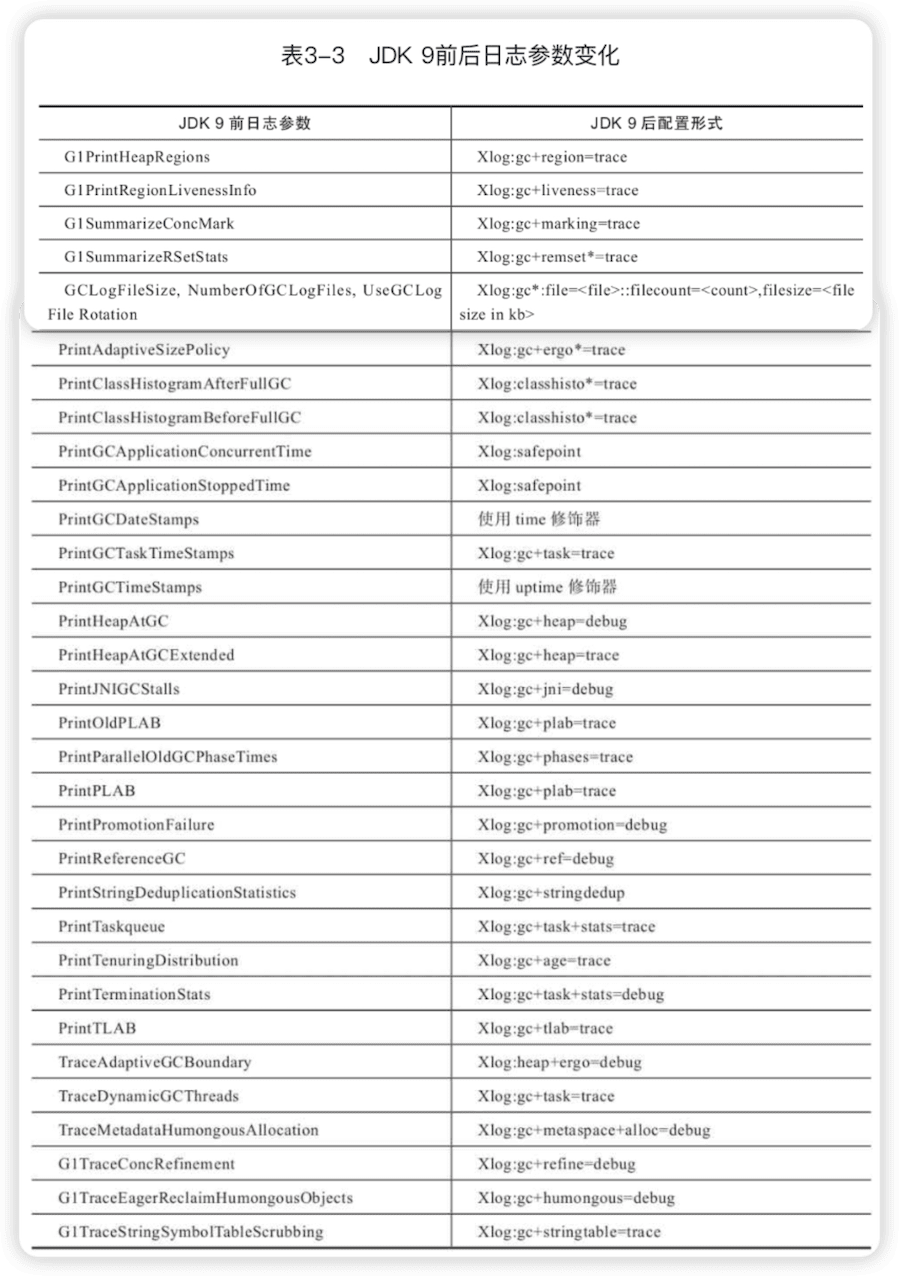 表3-3 JDK 9前后日志参数变化
JDK 9 前日志参数 JDK 9 后配置形式
G1PrintHeapRegions Xlog:gc+region=trace
G1PrintRegionLivenessInfo Xlog:gc+liveness=trace
G1SummarizeConcMark Xlog:gc+marking=trace
G1SummarizeRSetStats Xlog:gc+remset*=trace
GCLogFileSize, NumberOfGCLogFiles, UseGCLog Xlog:gc*:file=<file>::filecount=<count>,filesize=<file
File Rotation size in kb>
PrintAdaptiveSizePolicy Xlog:gc+ergo*=trace
PrintClassHistogramAfterFullGC Xlog:classhisto*=trace
PrintClassHistogramBeforeFullGC Xlog:classhisto*=trace
PrintGCApplicationConcurrentTime Xlog:safepoint
PrintGCApplicationStoppedTime Xlog:safepoint
PrintGCDateStamps 使用 time 修饰器
PrintGCTaskTimeStamps Xlog:gc+task=trace
PrintGCTimeStamps 使用 uptime 修饰器
PrintHeapAtGC Xlog:gc+heap=debug
PrintHeapAtGCExtended Xlog:gc+heap=trace
PrintJNIGCStalls Xlog:gc+jni=debug
PrintOldPLAB Xlog:gc+plab=trace
PrintParallelOldGCPhaseTimes Xlog:gc+phases=trace
PrintPLAB Xlog:gc+plab=trace
PrintPromotionFailure Xlog:gc+promotion=debug
PrintReferenceGC Xlog:gc+ref=debug
PrintStringDeduplicationStatistics Xlog:gc+stringdedup
PrintTaskqueue Xlog:gc+task+stats=trace
PrintTenuringDistribution Xlog:gc+age=trace
PrintTerminationStats Xlog:gc+task+stats=debug
PrintTLAB Xlog:gc+tlab=trace
TraceAdaptiveGCBoundary Xlog:heap+ergo=debug
TraceDynamicGCThreads Xlog:gc+task=trace
TraceMetadataHumongousAllocation Xlog:gc+metaspace+alloc=debug
G1TraceConcRefinement Xlog:gc+refine=debug
G1TraceEagerReclaimHumongousObjects Xlog:gc+humongous=debug
G1TraceStringSymbolTableScrubbing Xlog:gc+stringtable=trace